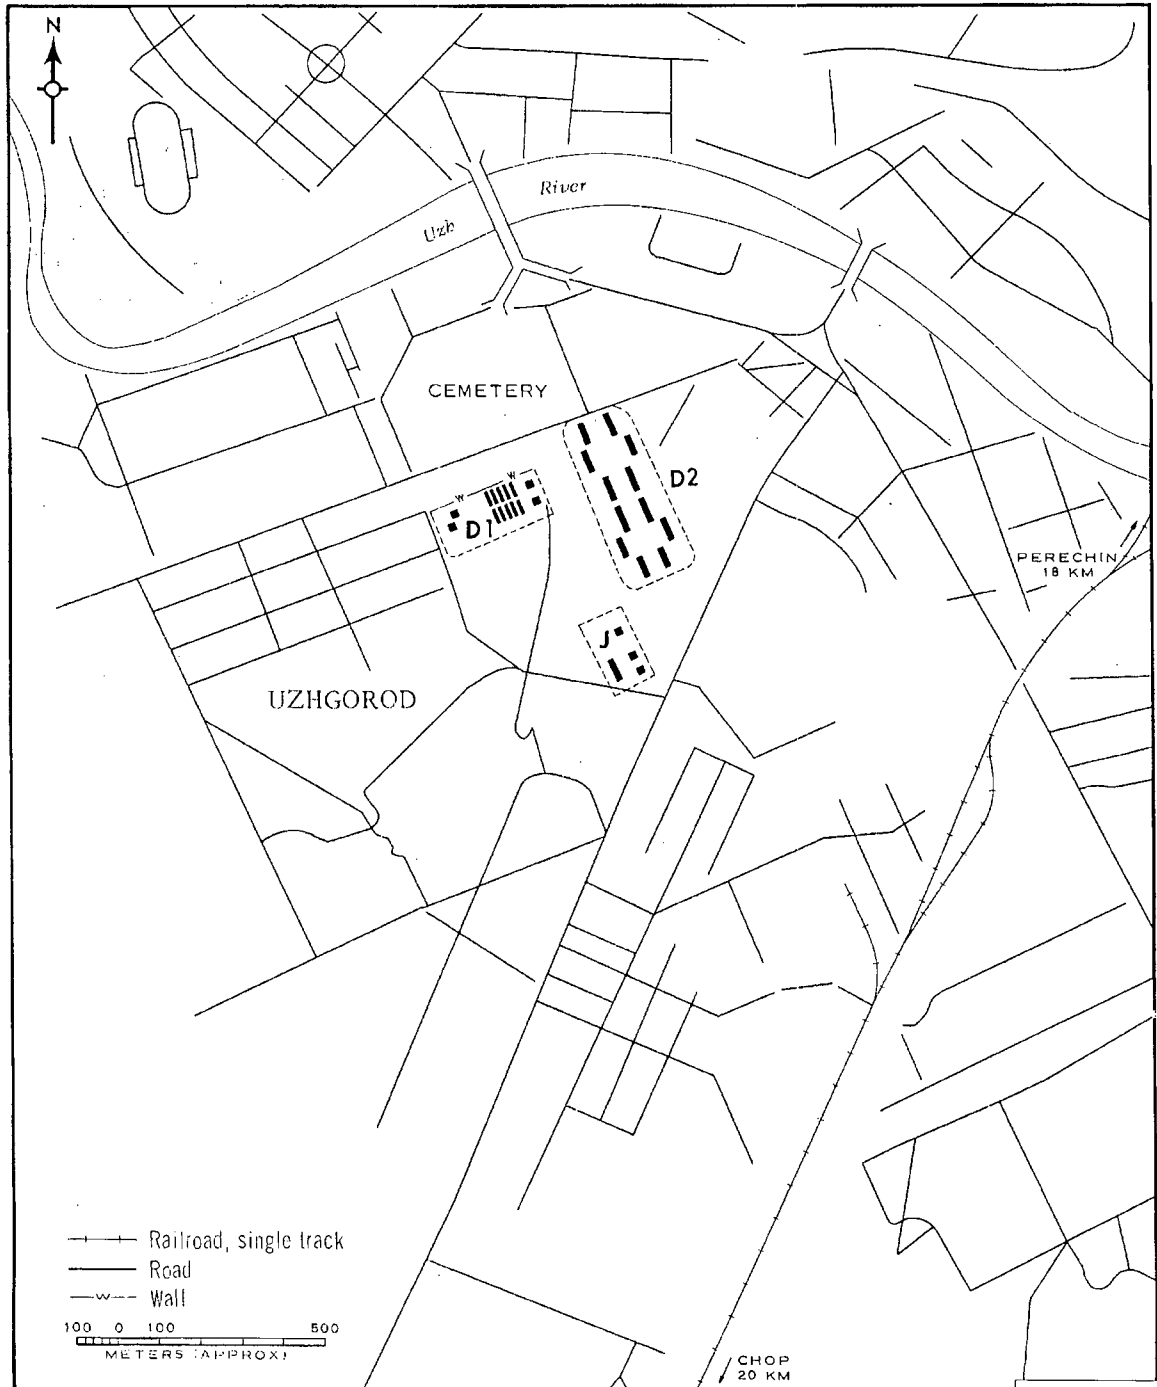 N
Uzh River
CEMETERY
W W
D1
D2
J
PERECHIN
18 KM
UZHGOROD
Railroad, single track
Road
W Wall
100 0 100 500
METERS (APPROX)
CHOP
20 KM